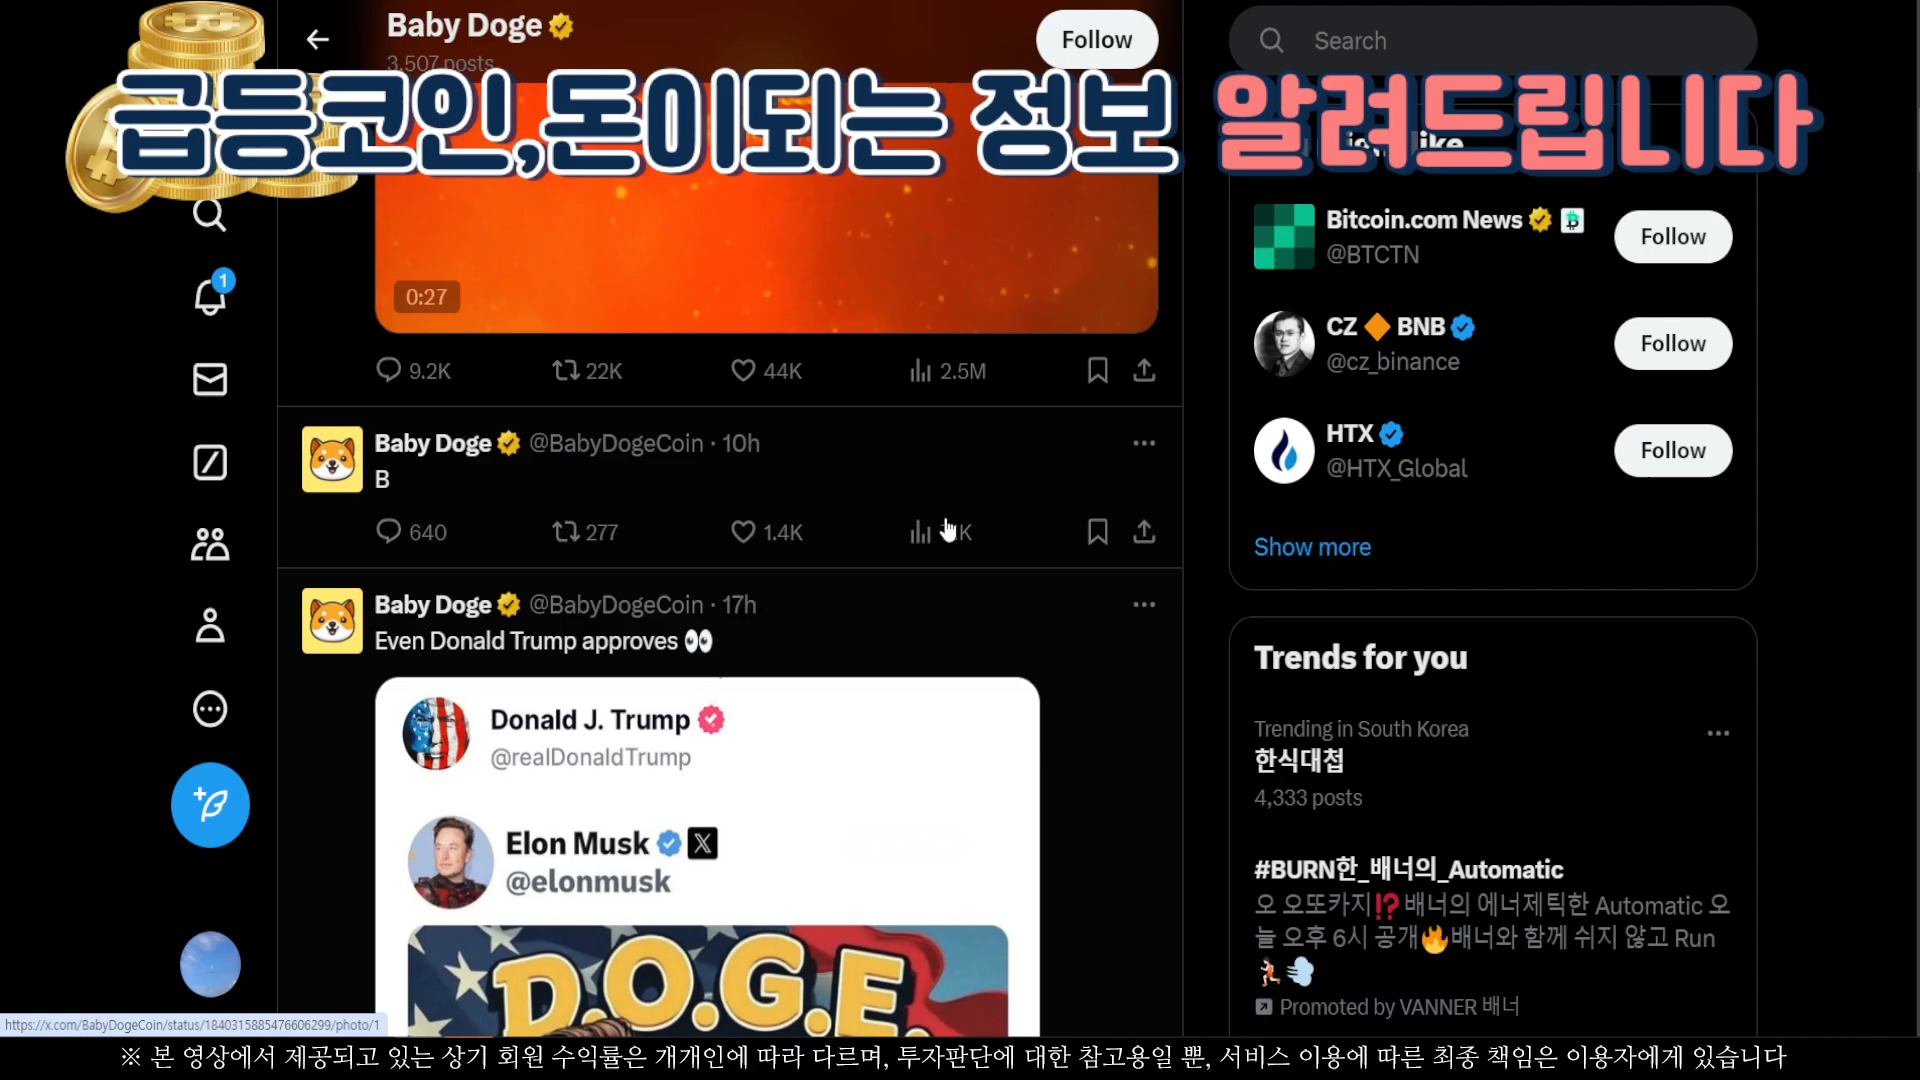 Baby Doge
3,507 posts
Follow
Search
급등코인,돈이되는 정보 알려드립니다
0:27
9.2K 22K 44K 2.5M
Baby Doge @BabyDogeCoin · 10h
B
640 277 1.4K
Baby Doge @BabyDogeCoin · 17h
Even Donald Trump approves 👀
Donald J. Trump
@realDonaldTrump
Elon Musk X
@elonmusk
D.O.G.E.
1
Bitcoin.com News
@BTCTN
Follow
CZ 🔶 BNB
@cz_binance
Follow
HTX
@HTX_Global
Follow
Show more
Trends for you
Trending in South Korea
한식대첩
4,333 posts
#BURN한_배너의_Automatic
오 오또카지⁉️배너의 에너제틱한 Automatic 오
늘 오후 6시 공개🔥배너와 함께 쉬지 않고 Run
🏃💨
Promoted by VANNER 배너
https://x.com/BabyDogeCoin/status/1840315885476606299/photo/1
※ 본 영상에서 제공되고 있는 상기 회원 수익률은 개개인에 따라 다르며, 투자판단에 대한 참고용일 뿐, 서비스 이용에 따른 최종 책임은 이용자에게 있습니다